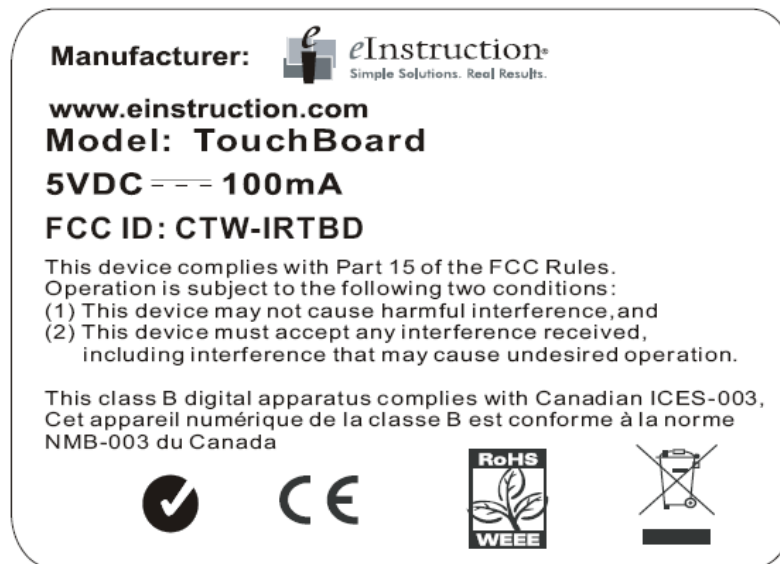 Manufacturer: eInstruction®
Simple Solutions. Real Results.
www.einstruction.com
Model: TouchBoard
5VDC 100mA
FCC ID: CTW-IRTBD
This device complies with Part 15 of the FCC Rules.
Operation is subject to the following two conditions:
(1) This device may not cause harmful interference,and
(2) This device must accept any interference received,
including interference that may cause undesired operation.
This class B digital apparatus complies with Canadian ICES-003,
Cet appareil numérique de la classe B est conforme à la norme
NMB-003 du Canada
CE
RoHS
WEEE